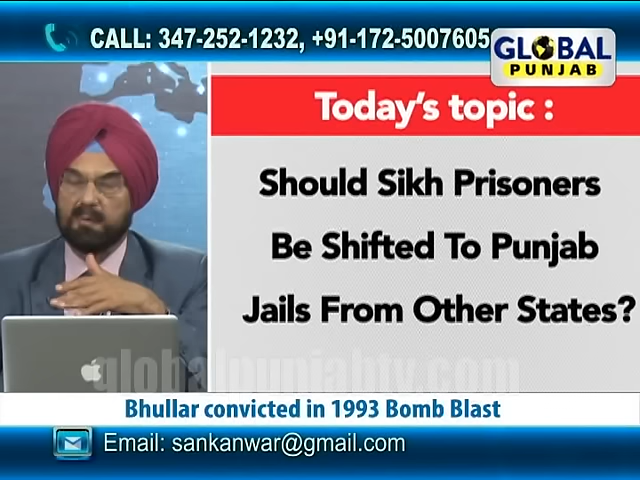 CALL: 347-252-1232, +91-172-5007605
GLOBAL
PUNJAB
Today's topic :
Should Sikh Prisoners
Be Shifted To Punjab
Jails From Other States?
globalpunjabtv.com
Bhullar convicted in 1993 Bomb Blast
Email: sankanwar@gmail.com